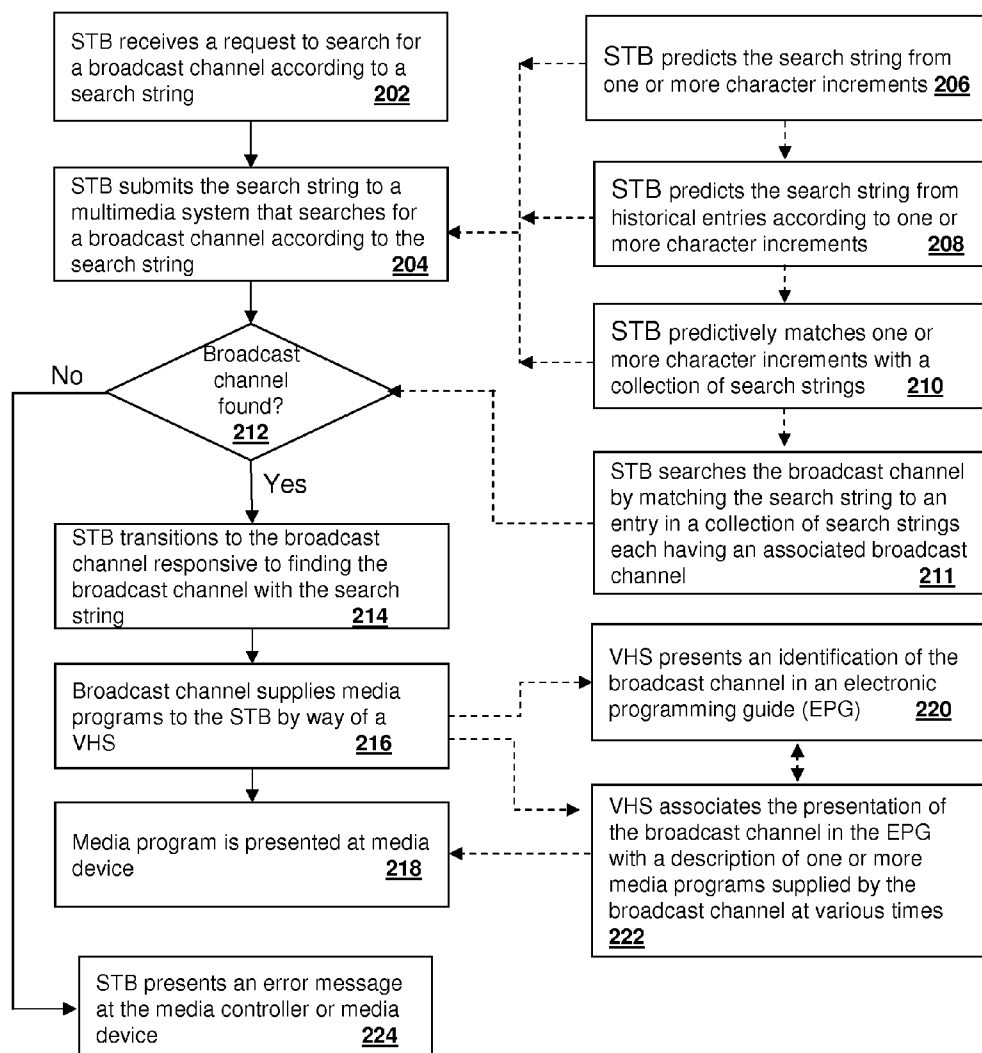 STB receives a request to search for
a broadcast channel according to a
search string 202
STB submits the search string to a
multimedia system that searches for
a broadcast channel according to the
search string 204
Broadcast
channel
found?
212
No
Yes
STB transitions to the broadcast
channel responsive to finding the
broadcast channel with the search
string 214
Broadcast channel supplies media
programs to the STB by way of a
VHS 216
Media program is presented at media
device 218
STB presents an error message
at the media controller or media
device 224
STB predicts the search string from
one or more character increments 206
STB predicts the search string from
historical entries according to one or
more character increments 208
STB predictively matches one or
more character increments with a
collection of search strings 210
STB searches the broadcast channel
by matching the search string to an
entry in a collection of search strings
each having an associated broadcast
channel 211
VHS presents an identification of the
broadcast channel in an electronic
programming guide (EPG) 220
VHS associates the presentation of
the broadcast channel in the EPG
with a description of one or more
media programs supplied by the
broadcast channel at various times
222